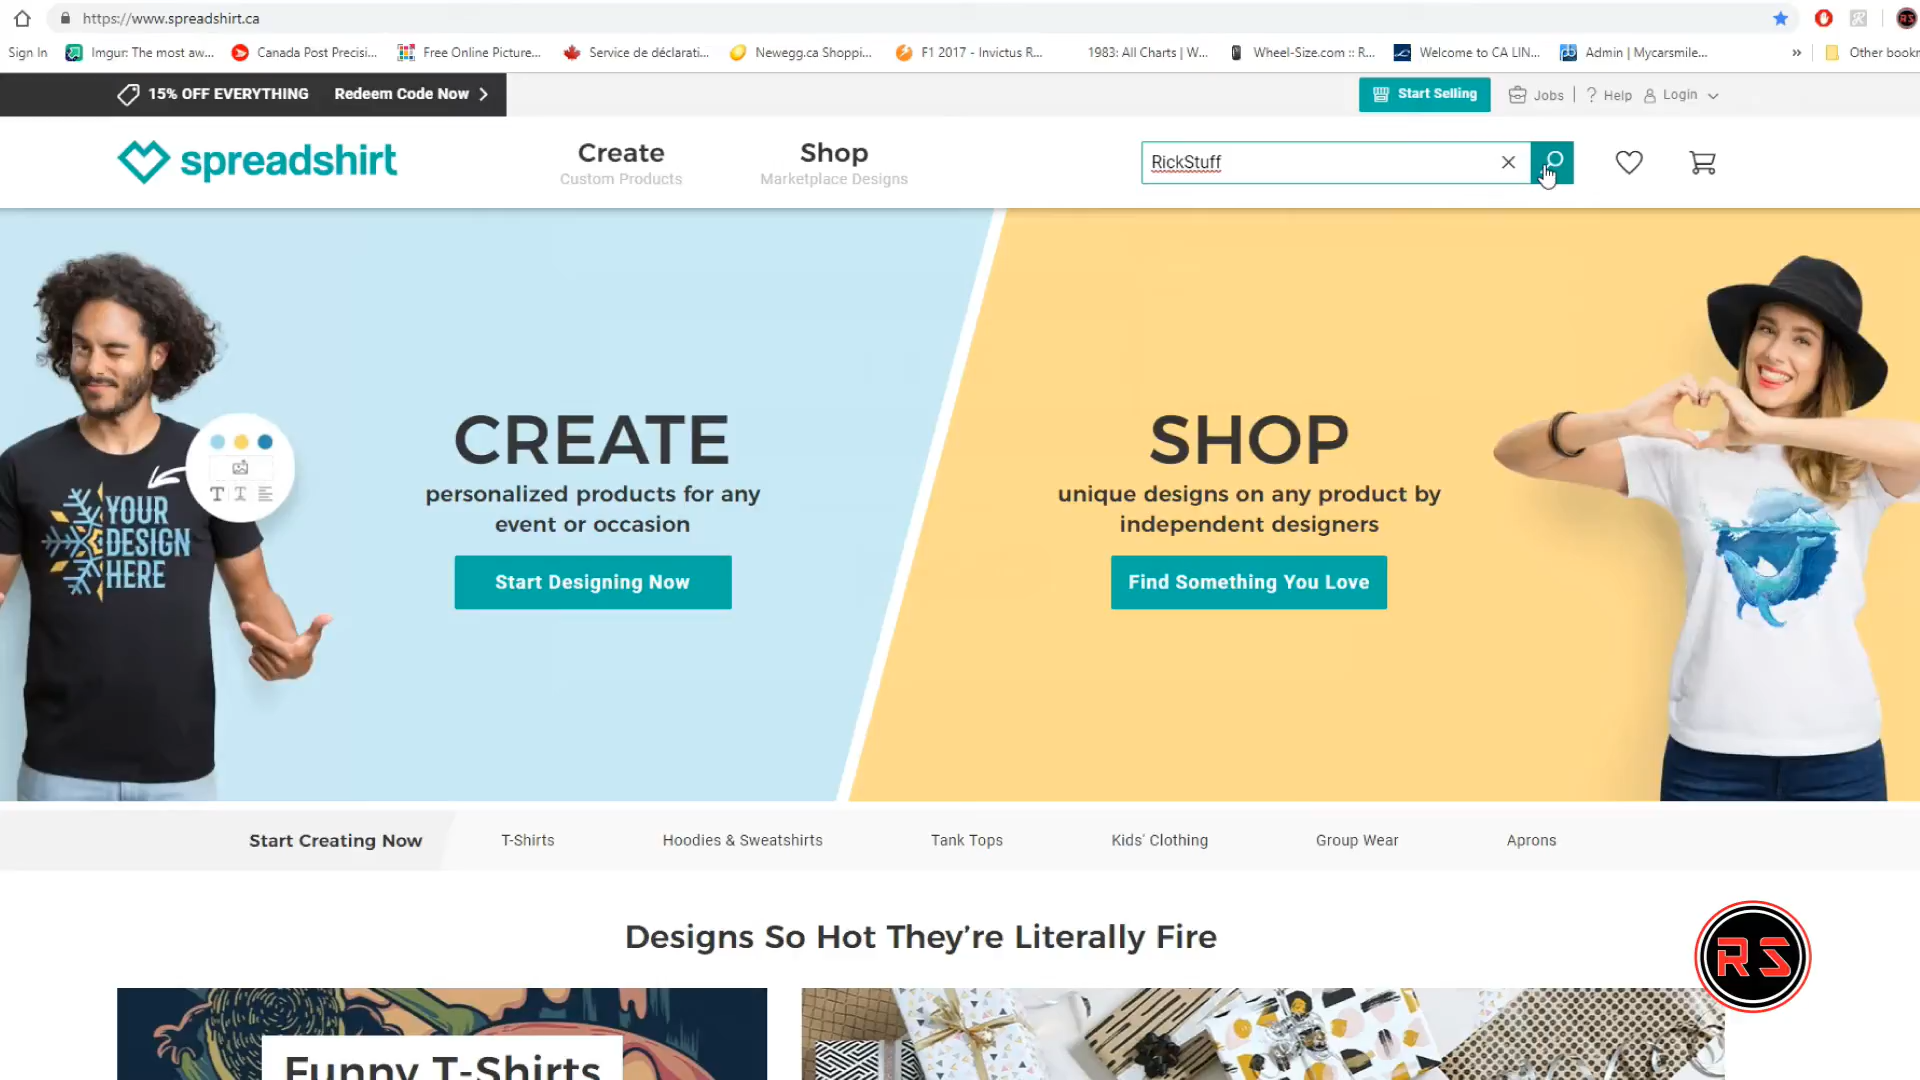 https://www.spreadshirt.ca
Sign In
Imgur: The most aw...
Canada Post Precisi...
Free Online Picture...
Service de déclarati...
Newegg.ca Shoppi...
F1 2017 - Invictus R...
1983: All Charts | W...
Wheel-Size.com :: R...
Welcome to CA LIN...
Admin | Mycarsmile...
»
Other bookr
15% OFF EVERYTHING
Redeem Code Now
Start Selling
Jobs
? Help
Login
spreadshirt
Create
Custom Products
Shop
Marketplace Designs
RickStuff
CREATE
personalized products for any
event or occasion
Start Designing Now
YOUR
DESIGN
HERE
SHOP
unique designs on any product by
independent designers
Find Something You Love
Start Creating Now
T-Shirts
Hoodies & Sweatshirts
Tank Tops
Kids' Clothing
Group Wear
Aprons
Designs So Hot They're Literally Fire
RS
Funny T-Shirts